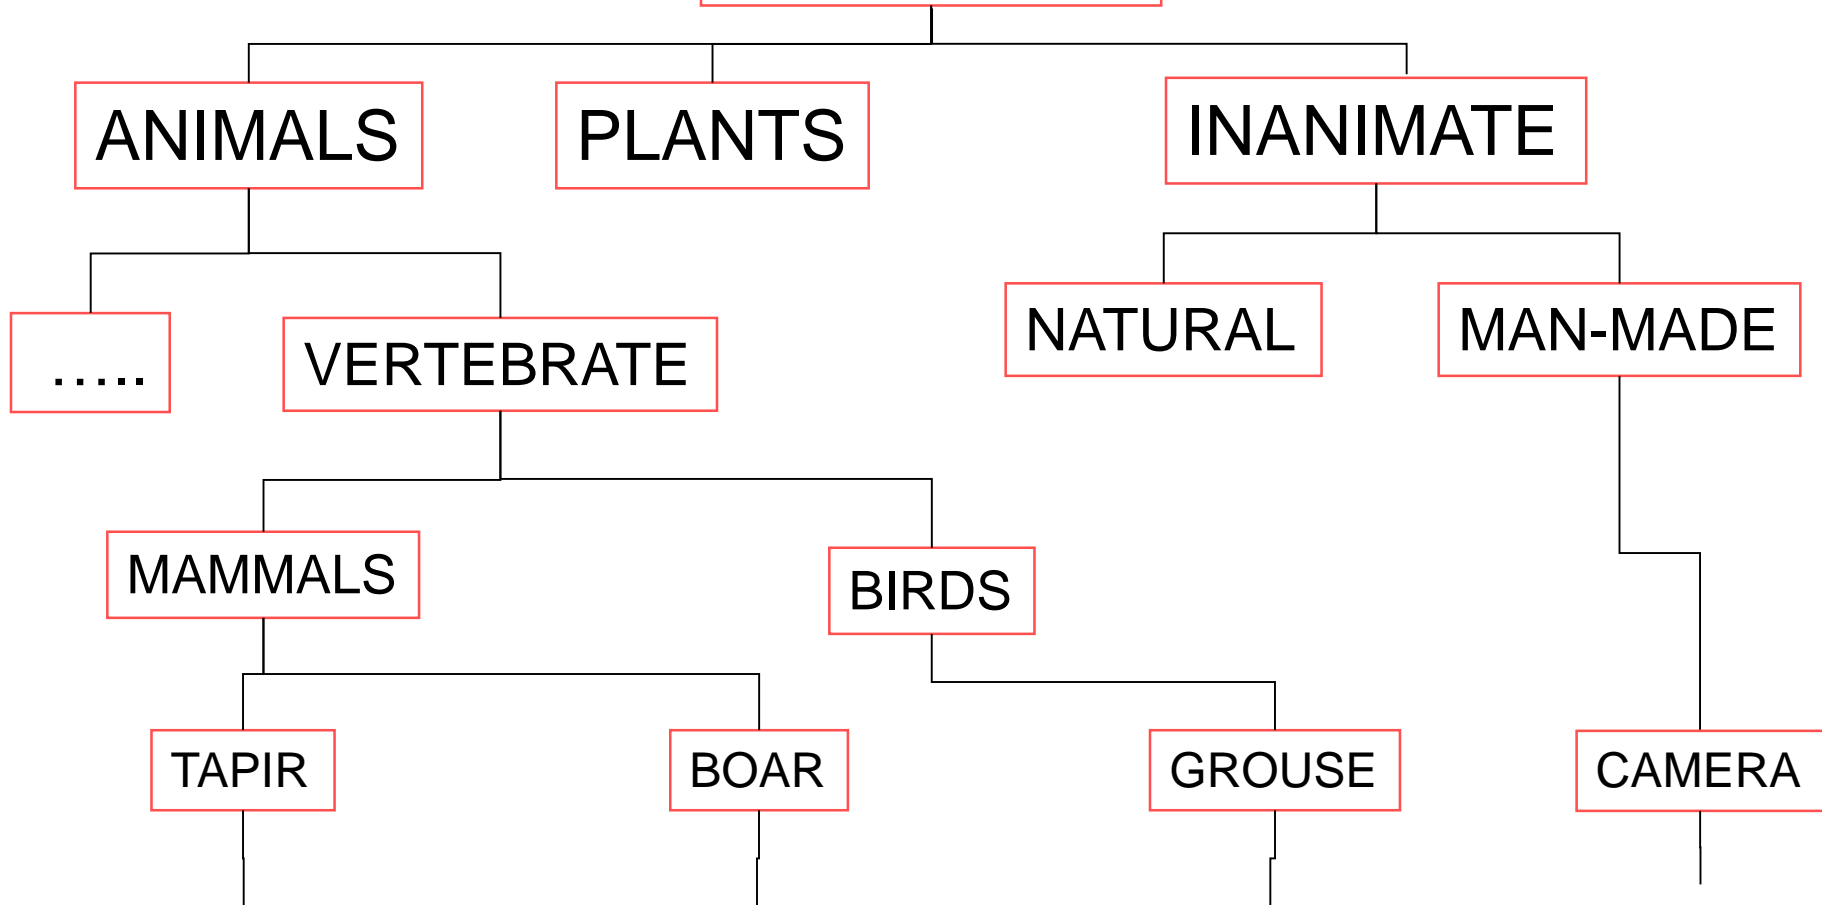 ANIMALS
PLANTS
INANIMATE
.....
VERTEBRATE
NATURAL
MAN-MADE
MAMMALS
BIRDS
TAPIR
BOAR
GROUSE
CAMERA